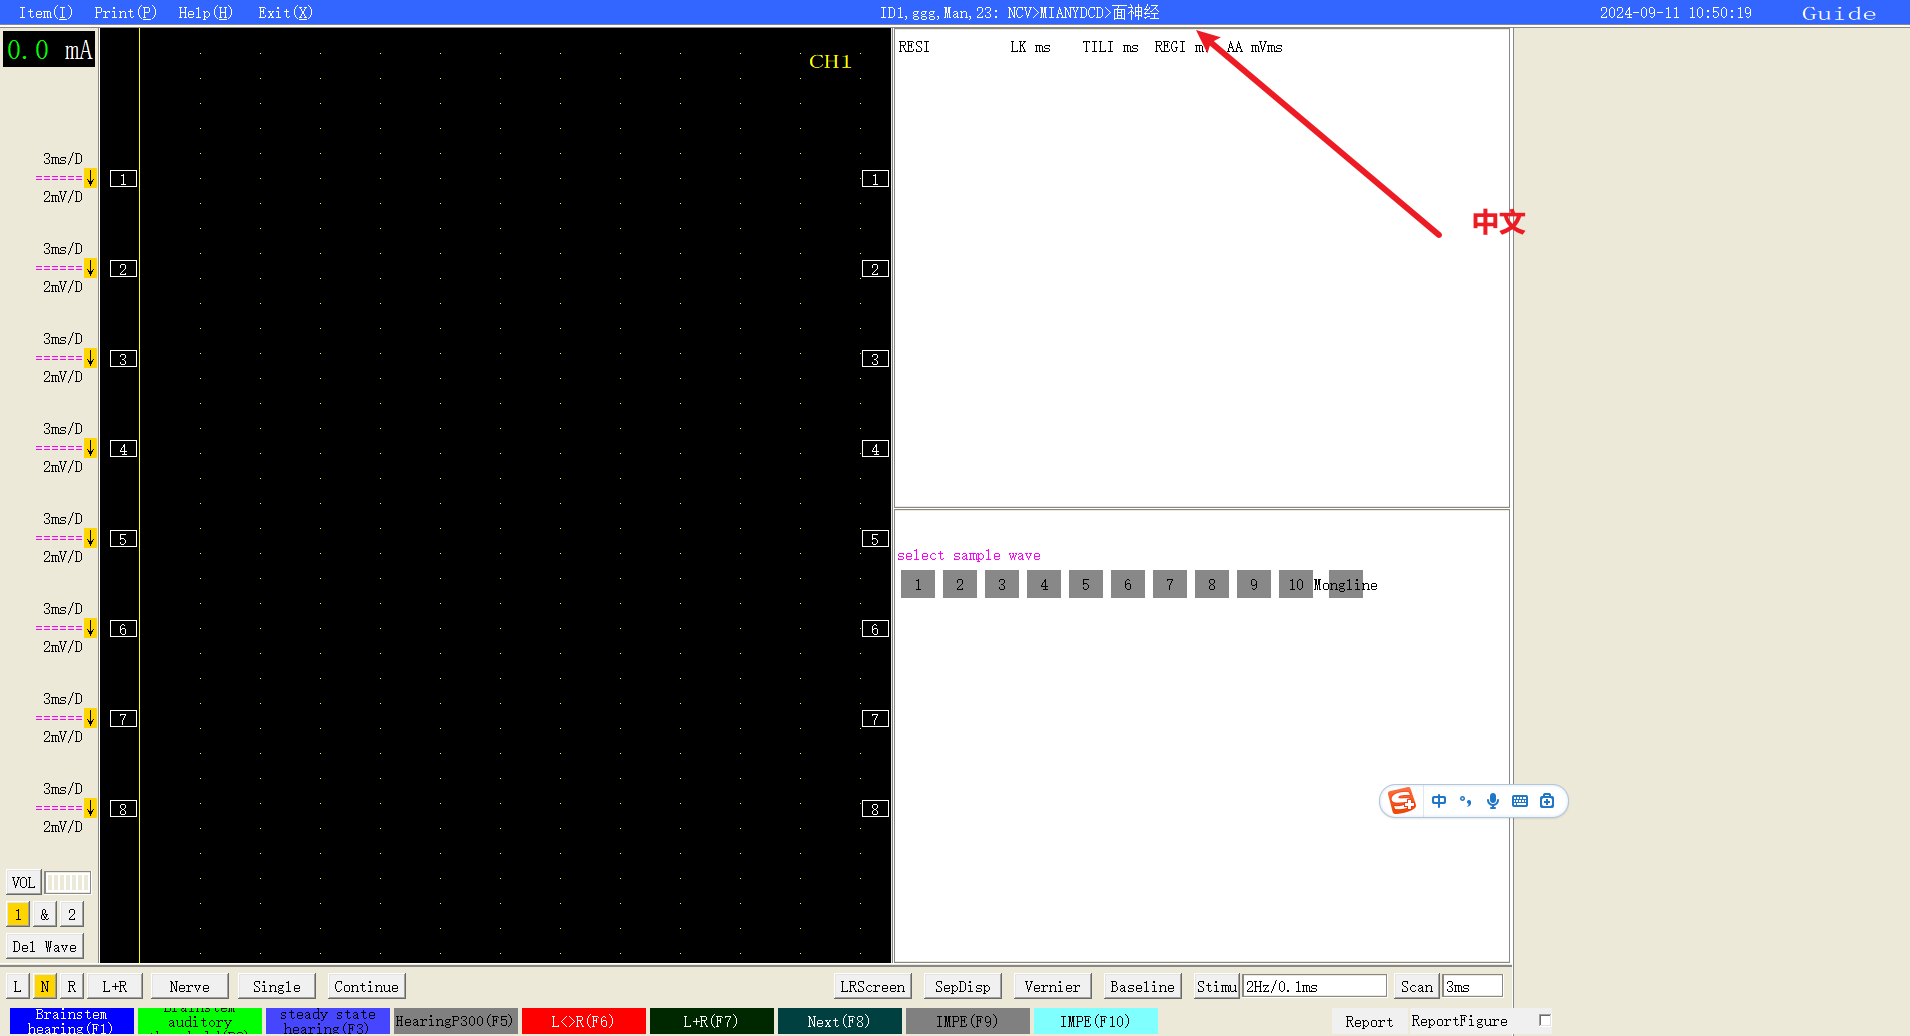 Item(I) Print(P) Help(H) Exit(X) ID1,ggg,Man,23: NCV>MIANYDCD>面神经 2024-09-11 10:50:19 Guide
0.0 mA
CH1
RESI LK ms TILI ms REGI mV AA mVms
中文
3ms/D
======↓ 1 1
2mV/D
3ms/D
======↓ 2 2
2mV/D
3ms/D
======↓ 3 3
2mV/D
3ms/D
======↓ 4 4
2mV/D
3ms/D
======↓ 5 5
2mV/D
select sample wave
1 2 3 4 5 6 7 8 9 10 Mongline
3ms/D
======↓ 6 6
2mV/D
3ms/D
======↓ 7 7
2mV/D
3ms/D
======↓ 8 8
2mV/D
中
VOL
1 & 2
Del Wave
L N R L+R Nerve Single Continue LRScreen SepDisp Vernier Baseline Stimu 2Hz/0.1ms Scan 3ms
Brainstem
hearing(F1)
Brainstem
auditory
steady state
hearing(F3)
HearingP300(F5) L<>R(F6) L+R(F7) Next(F8) IMPE(F9) IMPE(F10) Report ReportFigure